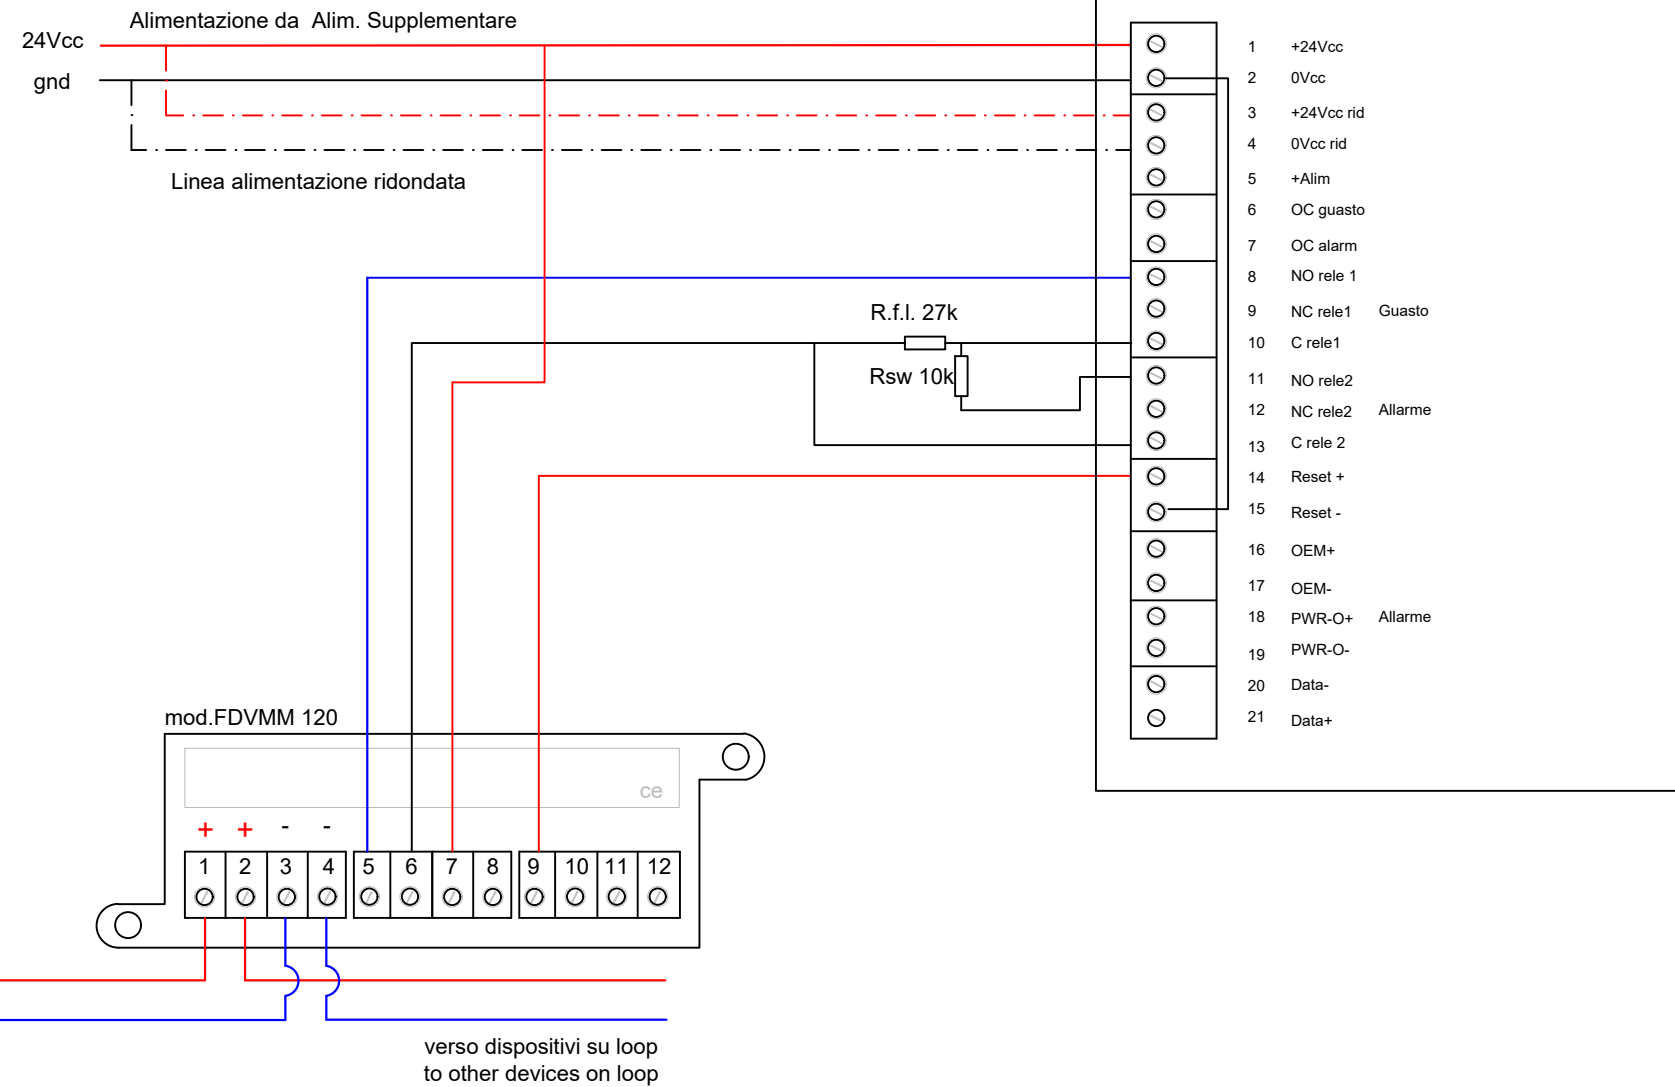 Alimentazione da Alim. Supplementare
24Vcc
gnd
Linea alimentazione ridondata
1 +24Vcc
2 0Vcc
3 +24Vcc rid
4 0Vcc rid
5 +Alim
6 OC guasto
7 OC alarm
8 NO rele 1
9 NC rele1 Guasto
10 C rele1
11 NO rele2
12 NC rele2 Allarme
13 C rele 2
14 Reset +
15 Reset -
16 OEM+
17 OEM-
18 PWR-O+ Allarme
19 PWR-O-
20 Data-
21 Data+
R.f.l. 27k
Rsw 10k
mod.FDVMM 120
ce
+ + - -
1 2 3 4 5 6 7 8 9 10 11 12
verso dispositivi su loop
to other devices on loop